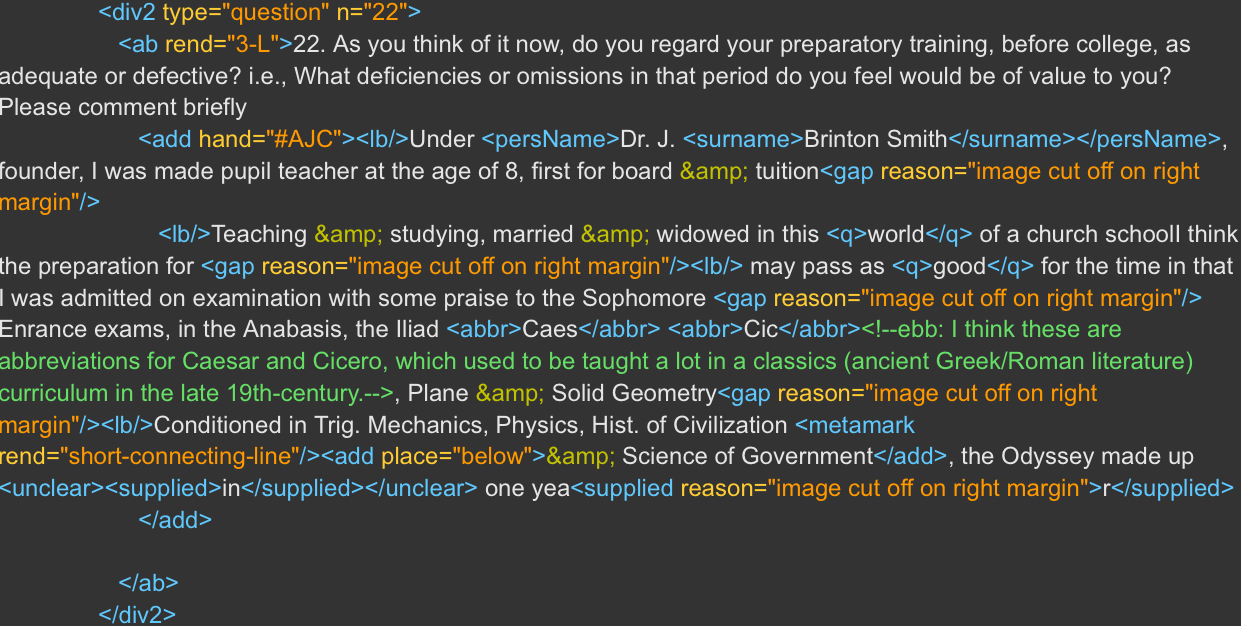 <div2 type="question" n="22">
<ab rend="3-L">22. As you think of it now, do you regard your preparatory training, before college, as
adequate or defective? i.e., What deficiencies or omissions in that period do you feel would be of value to you?
Please comment briefly
<add hand="#AJC"><lb/>Under <persName>Dr. J. <surname>Brinton Smith</surname></persName>,
founder, I was made pupil teacher at the age of 8, first for board &amp; tuition<gap reason="image cut off on right
margin"/>
<lb/>Teaching &amp; studying, married &amp; widowed in this <q>world</q> of a church schoolI think
the preparation for <gap reason="image cut off on right margin"/><lb/> may pass as <q>good</q> for the time in that
I was admitted on examination with some praise to the Sophomore <gap reason="image cut off on right margin"/>
Enrance exams, in the Anabasis, the Iliad <abbr>Caes</abbr> <abbr>Cic</abbr><!--ebb: I think these are
abbreviations for Caesar and Cicero, which used to be taught a lot in a classics (ancient Greek/Roman literature)
curriculum in the late 19th-century.-->, Plane &amp; Solid Geometry<gap reason="image cut off on right
margin"/><lb/>Conditioned in Trig. Mechanics, Physics, Hist. of Civilization <metamark
rend="short-connecting-line"/><add place="below">&amp; Science of Government</add>, the Odyssey made up
<unclear><supplied>in</supplied></unclear> one yea<supplied reason="image cut off on right margin">r</supplied>
</add>
</ab>
</div2>